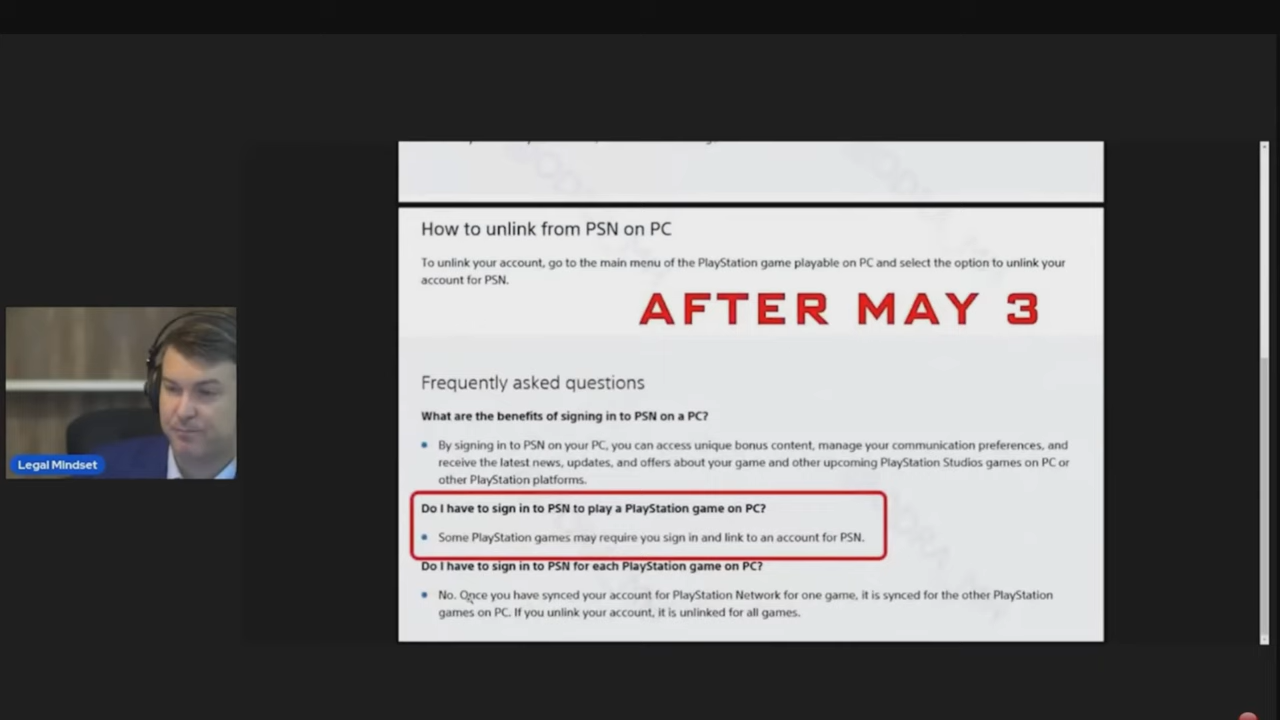 How to unlink from PSN on PC
To unlink your account, go to the main menu of the PlayStation game playable on PC and select the option to unlink your
account for PSN.
AFTER MAY 3
Frequently asked questions
What are the benefits of signing in to PSN on a PC?
By signing in to PSN on your PC, you can access unique bonus content, manage your communication preferences, and
receive the latest news, updates, and offers about your game and other upcoming PlayStation Studios games on PC or
other PlayStation platforms.
Legal Mindset
Do I have to sign in to PSN to play a PlayStation game on PC?
Some PlayStation games may require you sign in and link to an account for PSN.
Do I have to sign in to PSN for each PlayStation game on PC?
No. Once you have synced your account for PlayStation Network for one game, it is synced for the other PlayStation
games on PC. If you unlink your account, it is unlinked for all games.